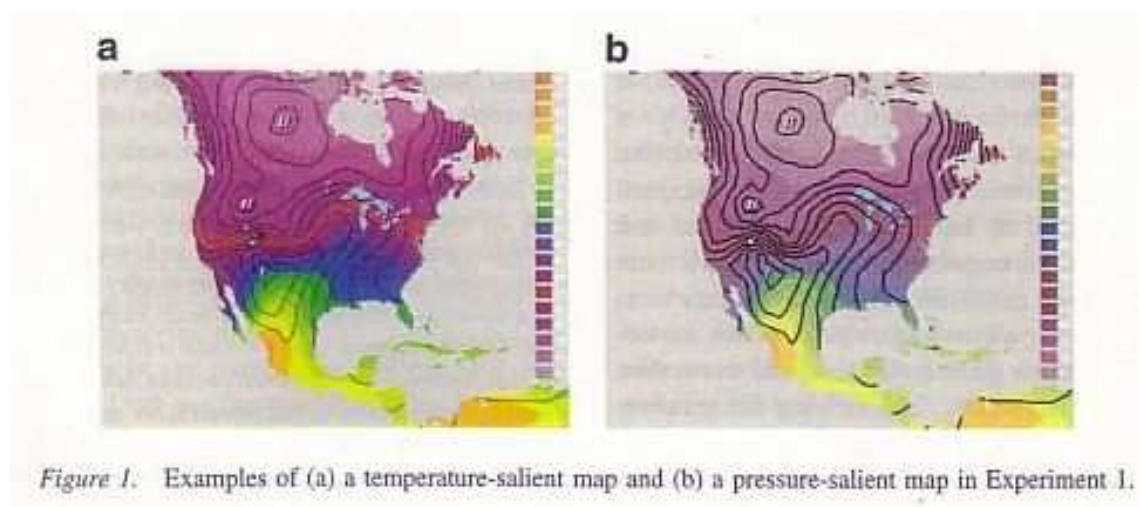 a
b
Figure 1. Examples of (a) a temperature-salient map and (b) a pressure-salient map in Experiment 1.